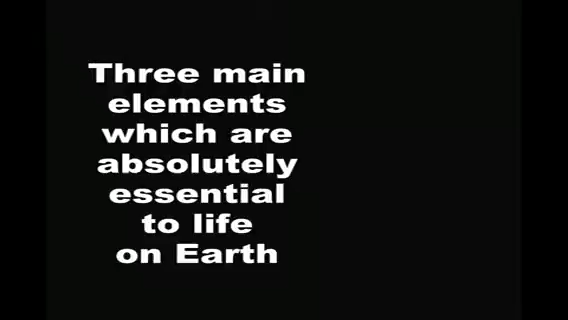 Three main
elements
which are
absolutely
essential
to life
on Earth